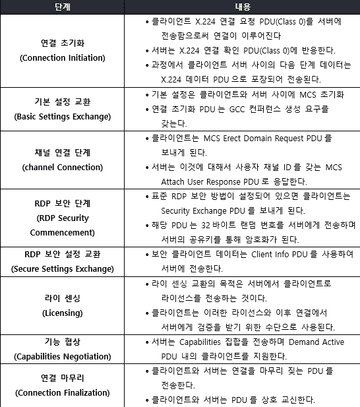 단계
내용
연결 초기화
(Connection Initiation)
• 클라이언트 X.224 연결 요청 PDU(Class 0)를 서버에
전송함으로써 연결이 이루어진다
• 서버는 X.224 연결 확인 PDU(Class 0)에 반응한다.
• 과정에서 클라이언트 서버 사이의 다음 단계 데이터는
X.224 데이터 PDU 으로 포장되어 전송된다.
기본 설정 교환
(Basic Settings Exchange)
• 기본 설정은 클라이언트와 서버 사이에 MCS 초기화
• 연결 초기화 PDU 는 GCC 컨퍼런스 생성 요구를
갖는다.
채널 연결 단계
(channel Connection)
• 클라이언트는 MCS Erect Domain Request PDU 를
보내게 된다.
• 서버는 이것에 대해서 사용자 채널 ID 를 갖는 MCS
Attach User Response PDU 로 응답한다.
RDP 보안 단계
(RDP Security
Commencement)
• 표준 RDP 보안 방법이 설정되어 있으면 클라이언트는
Security Exchange PDU 를 보내게 된다.
• 해당 PDU 는 32 바이트 랜덤 번호를 서버에게 전송하며
서버의 공유키를 통해 암호화가 된다.
RDP 보안 설정 교환
(Secure Settings Exchange)
• 보안 클라이언트 데이터는 Client Info PDU 를 사용하여
서버에 전송한다.
라이 센싱
(Licensing)
• 라이 센싱 교환의 목적은 서버에서 클라이언트로
라이선스를 전송하는 것이다.
• 클라이언트는 이러한 라이선스와 이후 연결에서
서버에게 검증을 받기 위한 수단으로 사용된다.
기능 협상
(Capabilities Negotiation)
• 서버는 Capabilities 집합을 전송하며 Demand Active
PDU 내의 클라이언트를 지원한다.
연결 마무리
(Connection Finalization)
• 클라이언트와 서버는 연결을 마무리 짓는 PDU 를
전송한다.
• 클라이언트와 서버는 PDU 를 상호 교신한다.